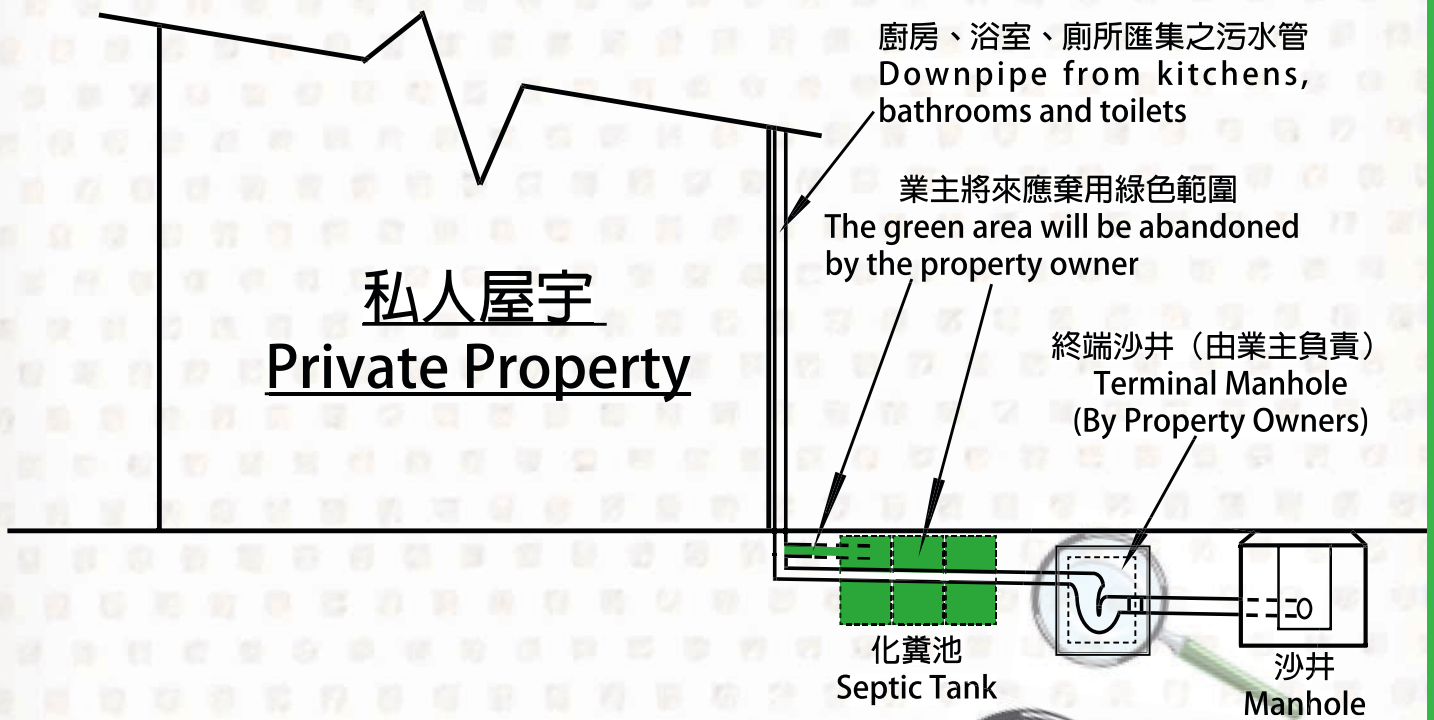 廚房、浴室、廁所匯集之污水管
Downpipe from kitchens,
bathrooms and toilets
業主將來應棄用綠色範圍
The green area will be abandoned
by the property owner
私人屋宇
Private Property
終端沙井（由業主負責）
Terminal Manhole
(By Property Owners)
化糞池
Septic Tank
沙井
Manhole